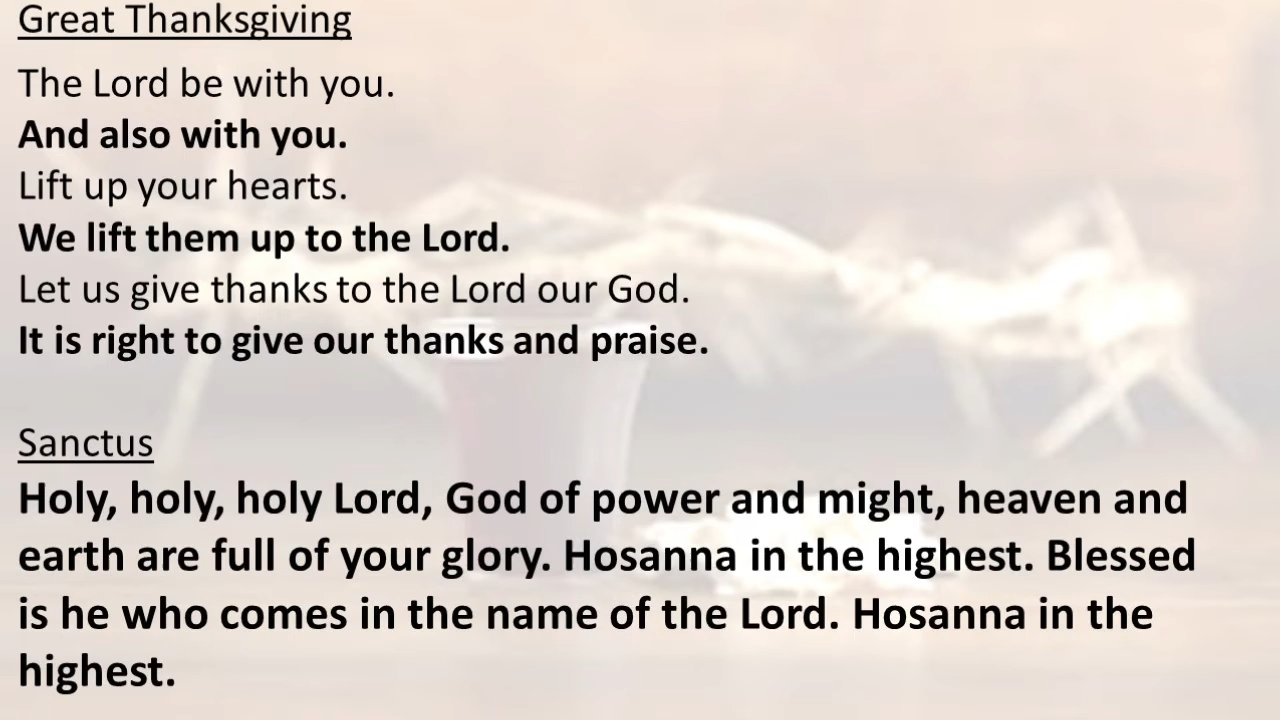 Great Thanksgiving
The Lord be with you.
And also with you.
Lift up your hearts.
We lift them up to the Lord.
Let us give thanks to the Lord our God.
It is right to give our thanks and praise.
Sanctus
Holy, holy, holy Lord, God of power and might, heaven and
earth are full of your glory. Hosanna in the highest. Blessed
is he who comes in the name of the Lord. Hosanna in the
highest.